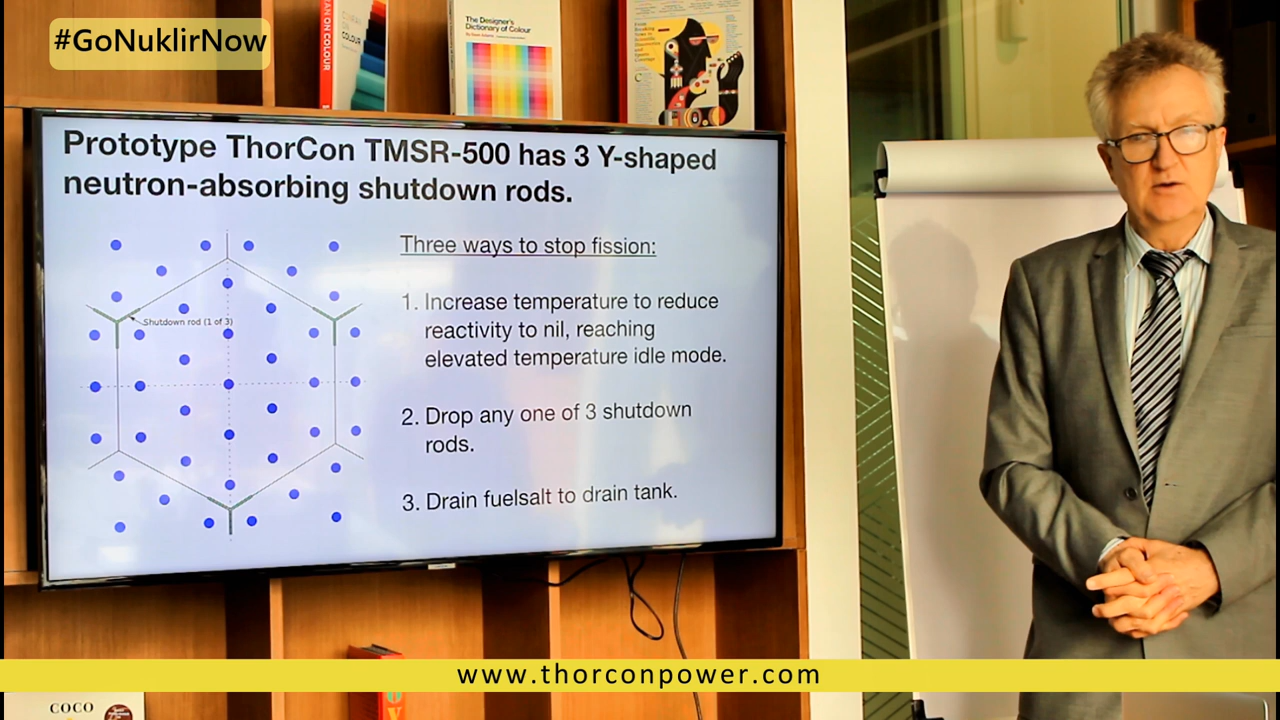 #GoNuklirNow
COLOUR
The Designer's
Dictionary of Colour
Prototype ThorCon TMSR-500 has 3 Y-shaped
neutron-absorbing shutdown rods.
Three ways to stop fission:
Shutdown rod (1 of 3)
1. Increase temperature to reduce
reactivity to nil, reaching
elevated temperature idle mode.
2. Drop any one of 3 shutdown
rods.
3. Drain fuelsalt to drain tank.
www.thorconpower.com
COCO